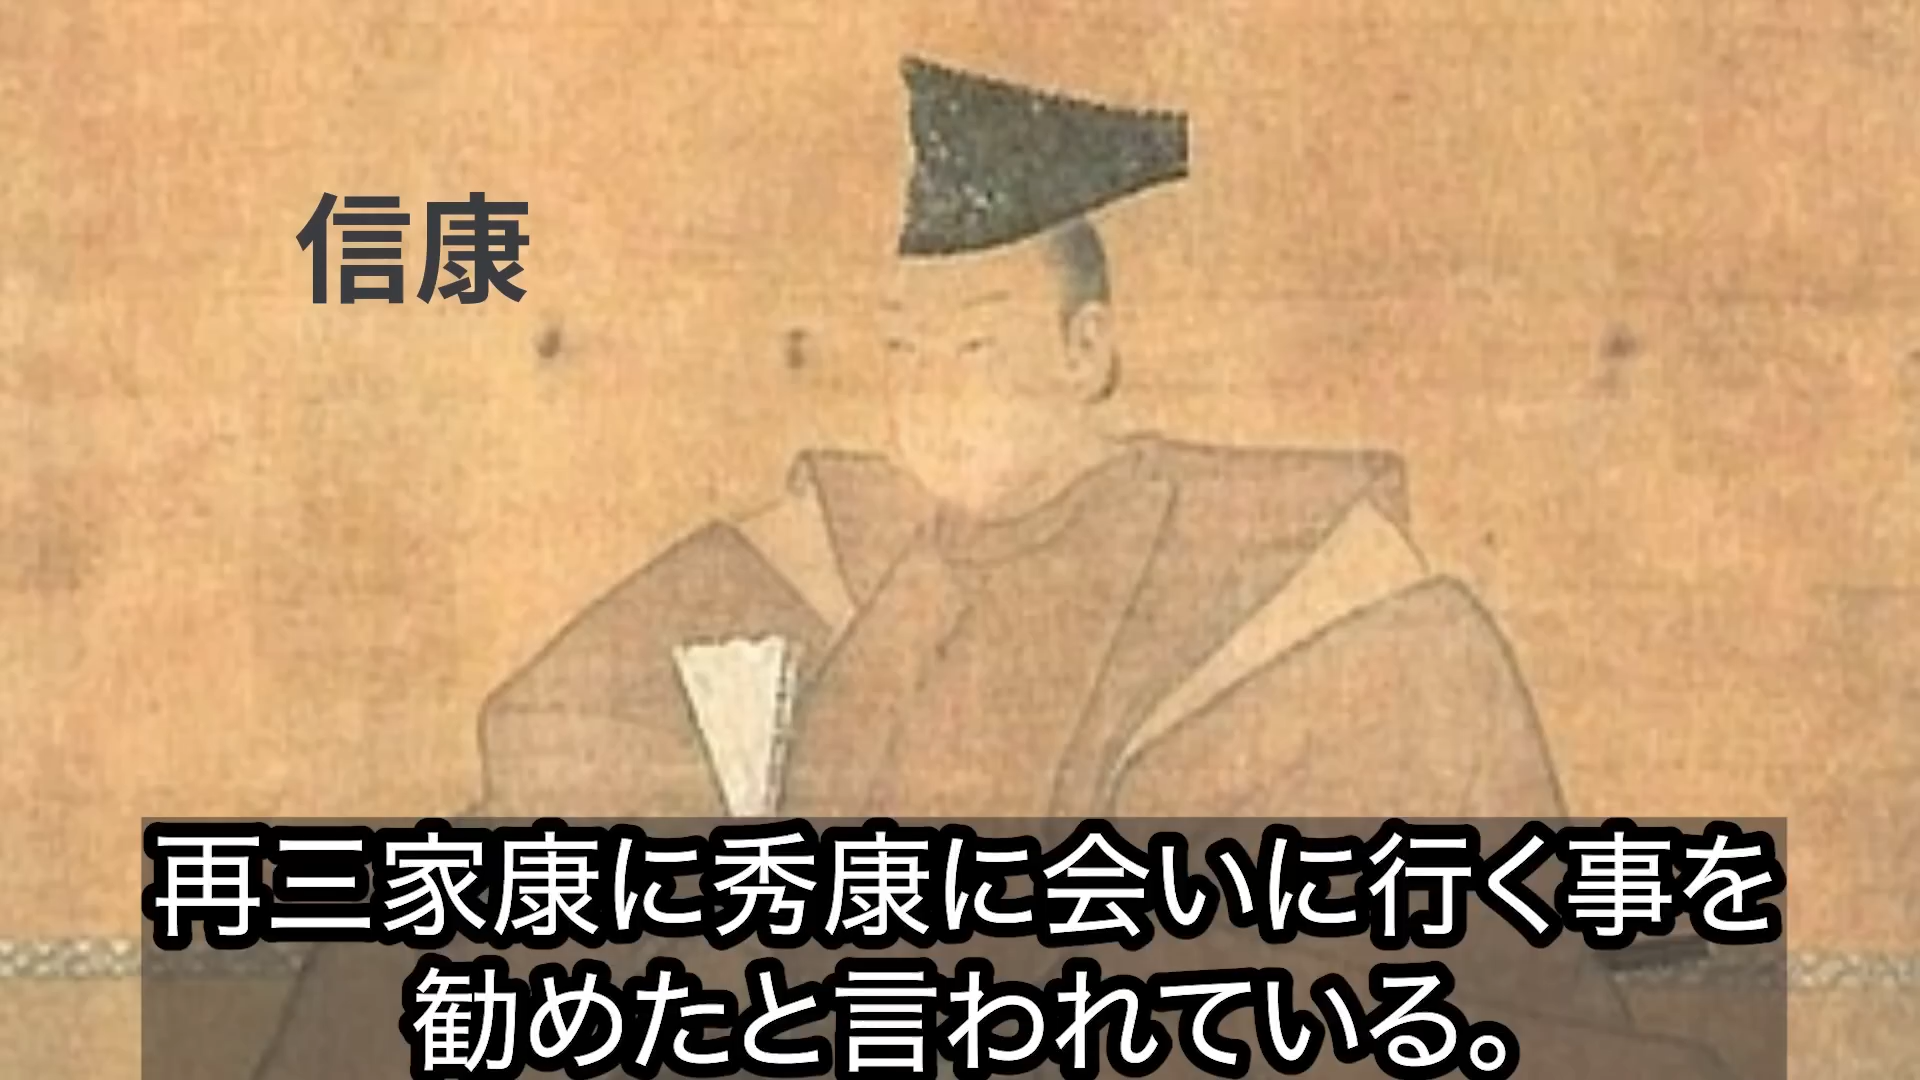 信康
再三家康に秀康に会いに行く事を
勧めたと言われている。